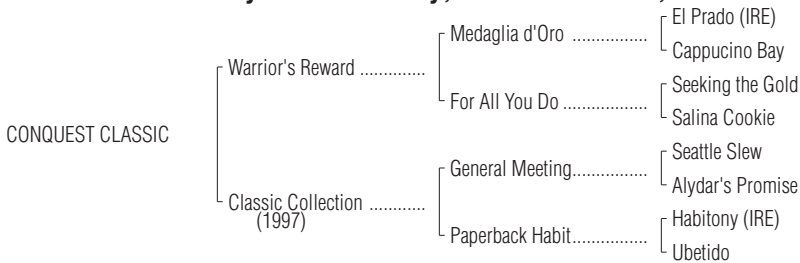 El Prado (IRE)
Medaglia d'Oro ................
Cappucino Bay
Warrior's Reward ..............
Seeking the Gold
For All You Do ..................
Salina Cookie
CONQUEST CLASSIC
Seattle Slew
General Meeting................
Alydar's Promise
Classic Collection ............
(1997)
Habitony (IRE)
Paperback Habit................
Ubetido